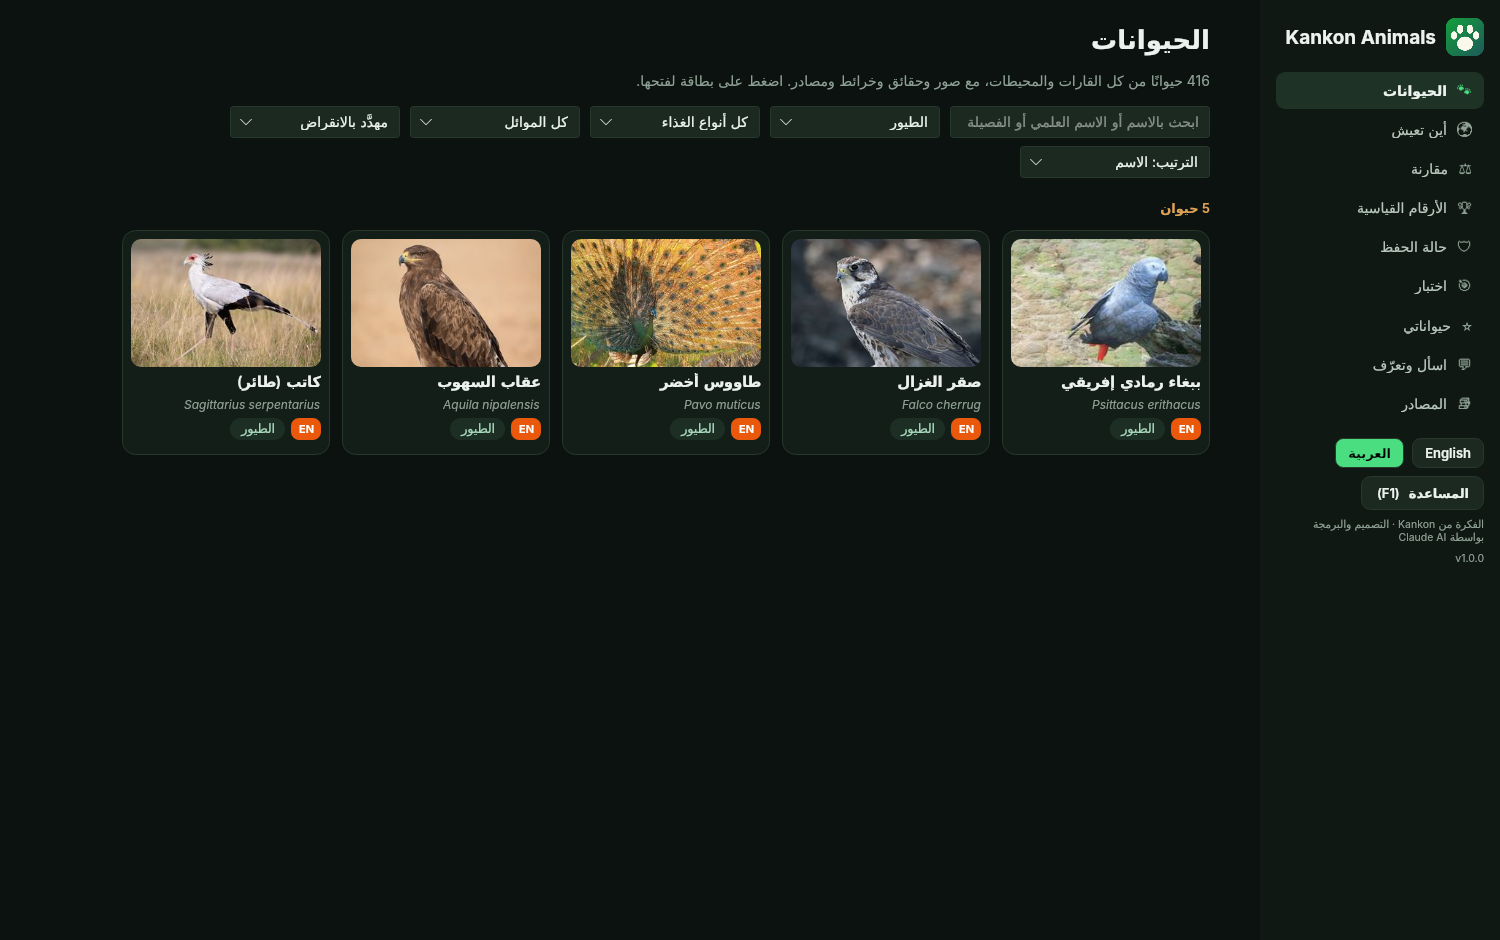 Kankon Animals
الحيوانات
أين تعيش
مقارنة
الأرقام القياسية
حالة الحفظ
اختبار
حيواناتي
اسأل وتعرّف
المصادر
English
العربية
المساعدة (F1)
الفكرة من Kankon · التصميم والبرمجة
بواسطة Claude AI
v1.0.0
الحيوانات
416 حيوانًا من كل القارات والمحيطات، مع صور وحقائق وخرائط ومصادر. اضغط على بطاقة لفتحها.
ابحث بالاسم أو الاسم العلمي أو الفصيلة
الطيور
كل أنواع الغذاء
كل الموائل
مهدَّد بالانقراض
الترتيب: الاسم
5 حيوان
ببغاء رمادي إفريقي
Psittacus erithacus
EN الطيور
صقر الغزال
Falco cherrug
EN الطيور
طاووس أخضر
Pavo muticus
EN الطيور
عقاب السهوب
Aquila nipalensis
EN الطيور
كاتب (طائر)
Sagittarius serpentarius
EN الطيور